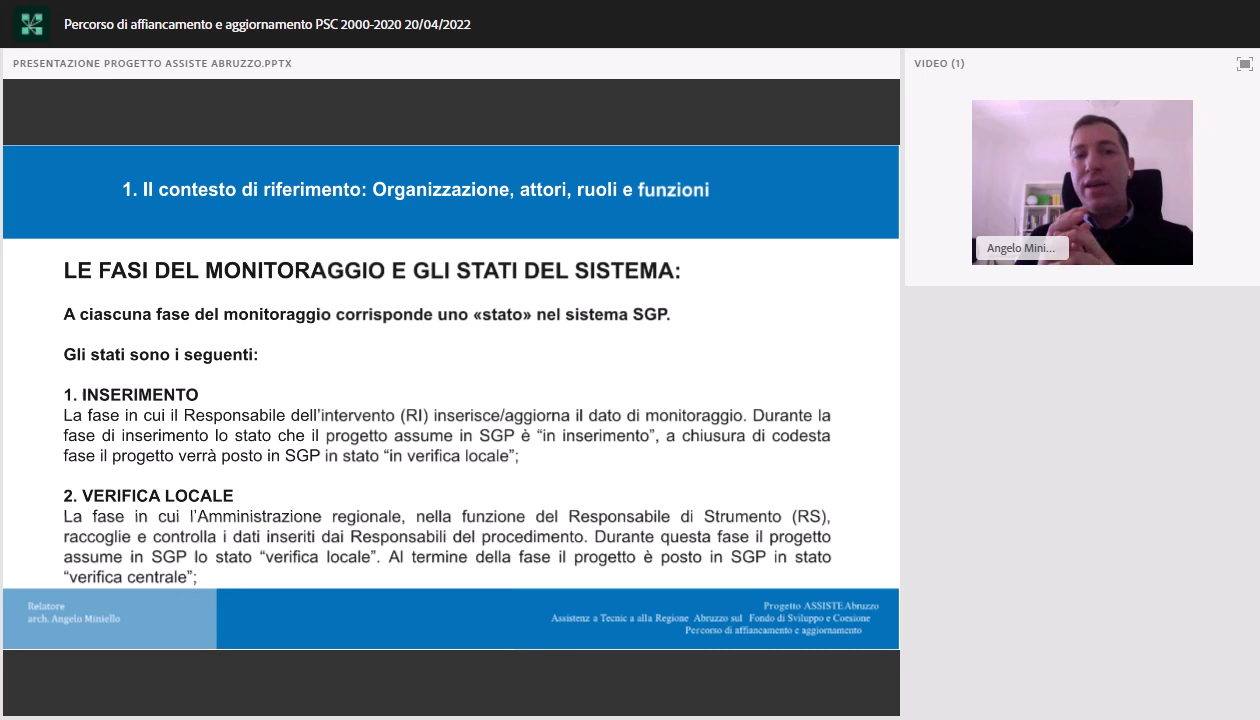 Percorso di affiancamento e aggiornamento PSC 2000-2020 20/04/2022
PRESENTAZIONE PROGETTO ASSISTE ABRUZZO.PPTX
VIDEO (1)
1. Il contesto di riferimento: Organizzazione, attori, ruoli e funzioni
LE FASI DEL MONITORAGGIO E GLI STATI DEL SISTEMA:
A ciascuna fase del monitoraggio corrisponde uno «stato» nel sistema SGP.
Gli stati sono i seguenti:
1. INSERIMENTO
La fase in cui il Responsabile dell'intervento (RI) inserisce/aggiorna il dato di monitoraggio. Durante la
fase di inserimento lo stato che il progetto assume in SGP è “in inserimento”, a chiusura di codesta
fase il progetto verrà posto in SGP in stato “in verifica locale”;
2. VERIFICA LOCALE
La fase in cui l'Amministrazione regionale, nella funzione del Responsabile di Strumento (RS),
raccoglie e controlla i dati inseriti dai Responsabili del procedimento. Durante questa fase il progetto
assume in SGP lo stato “verifica locale”. Al termine della fase il progetto è posto in SGP in stato
“verifica centrale”;
Relatore
arch. Angelo Miniello
Progetto ASSISTE Abruzzo
Assistenz a Tecnic a alla Regione Abruzzo sul Fondo di Sviluppo e Coesione
Percorso di affiancamento e aggiornamento
Angelo Mini...